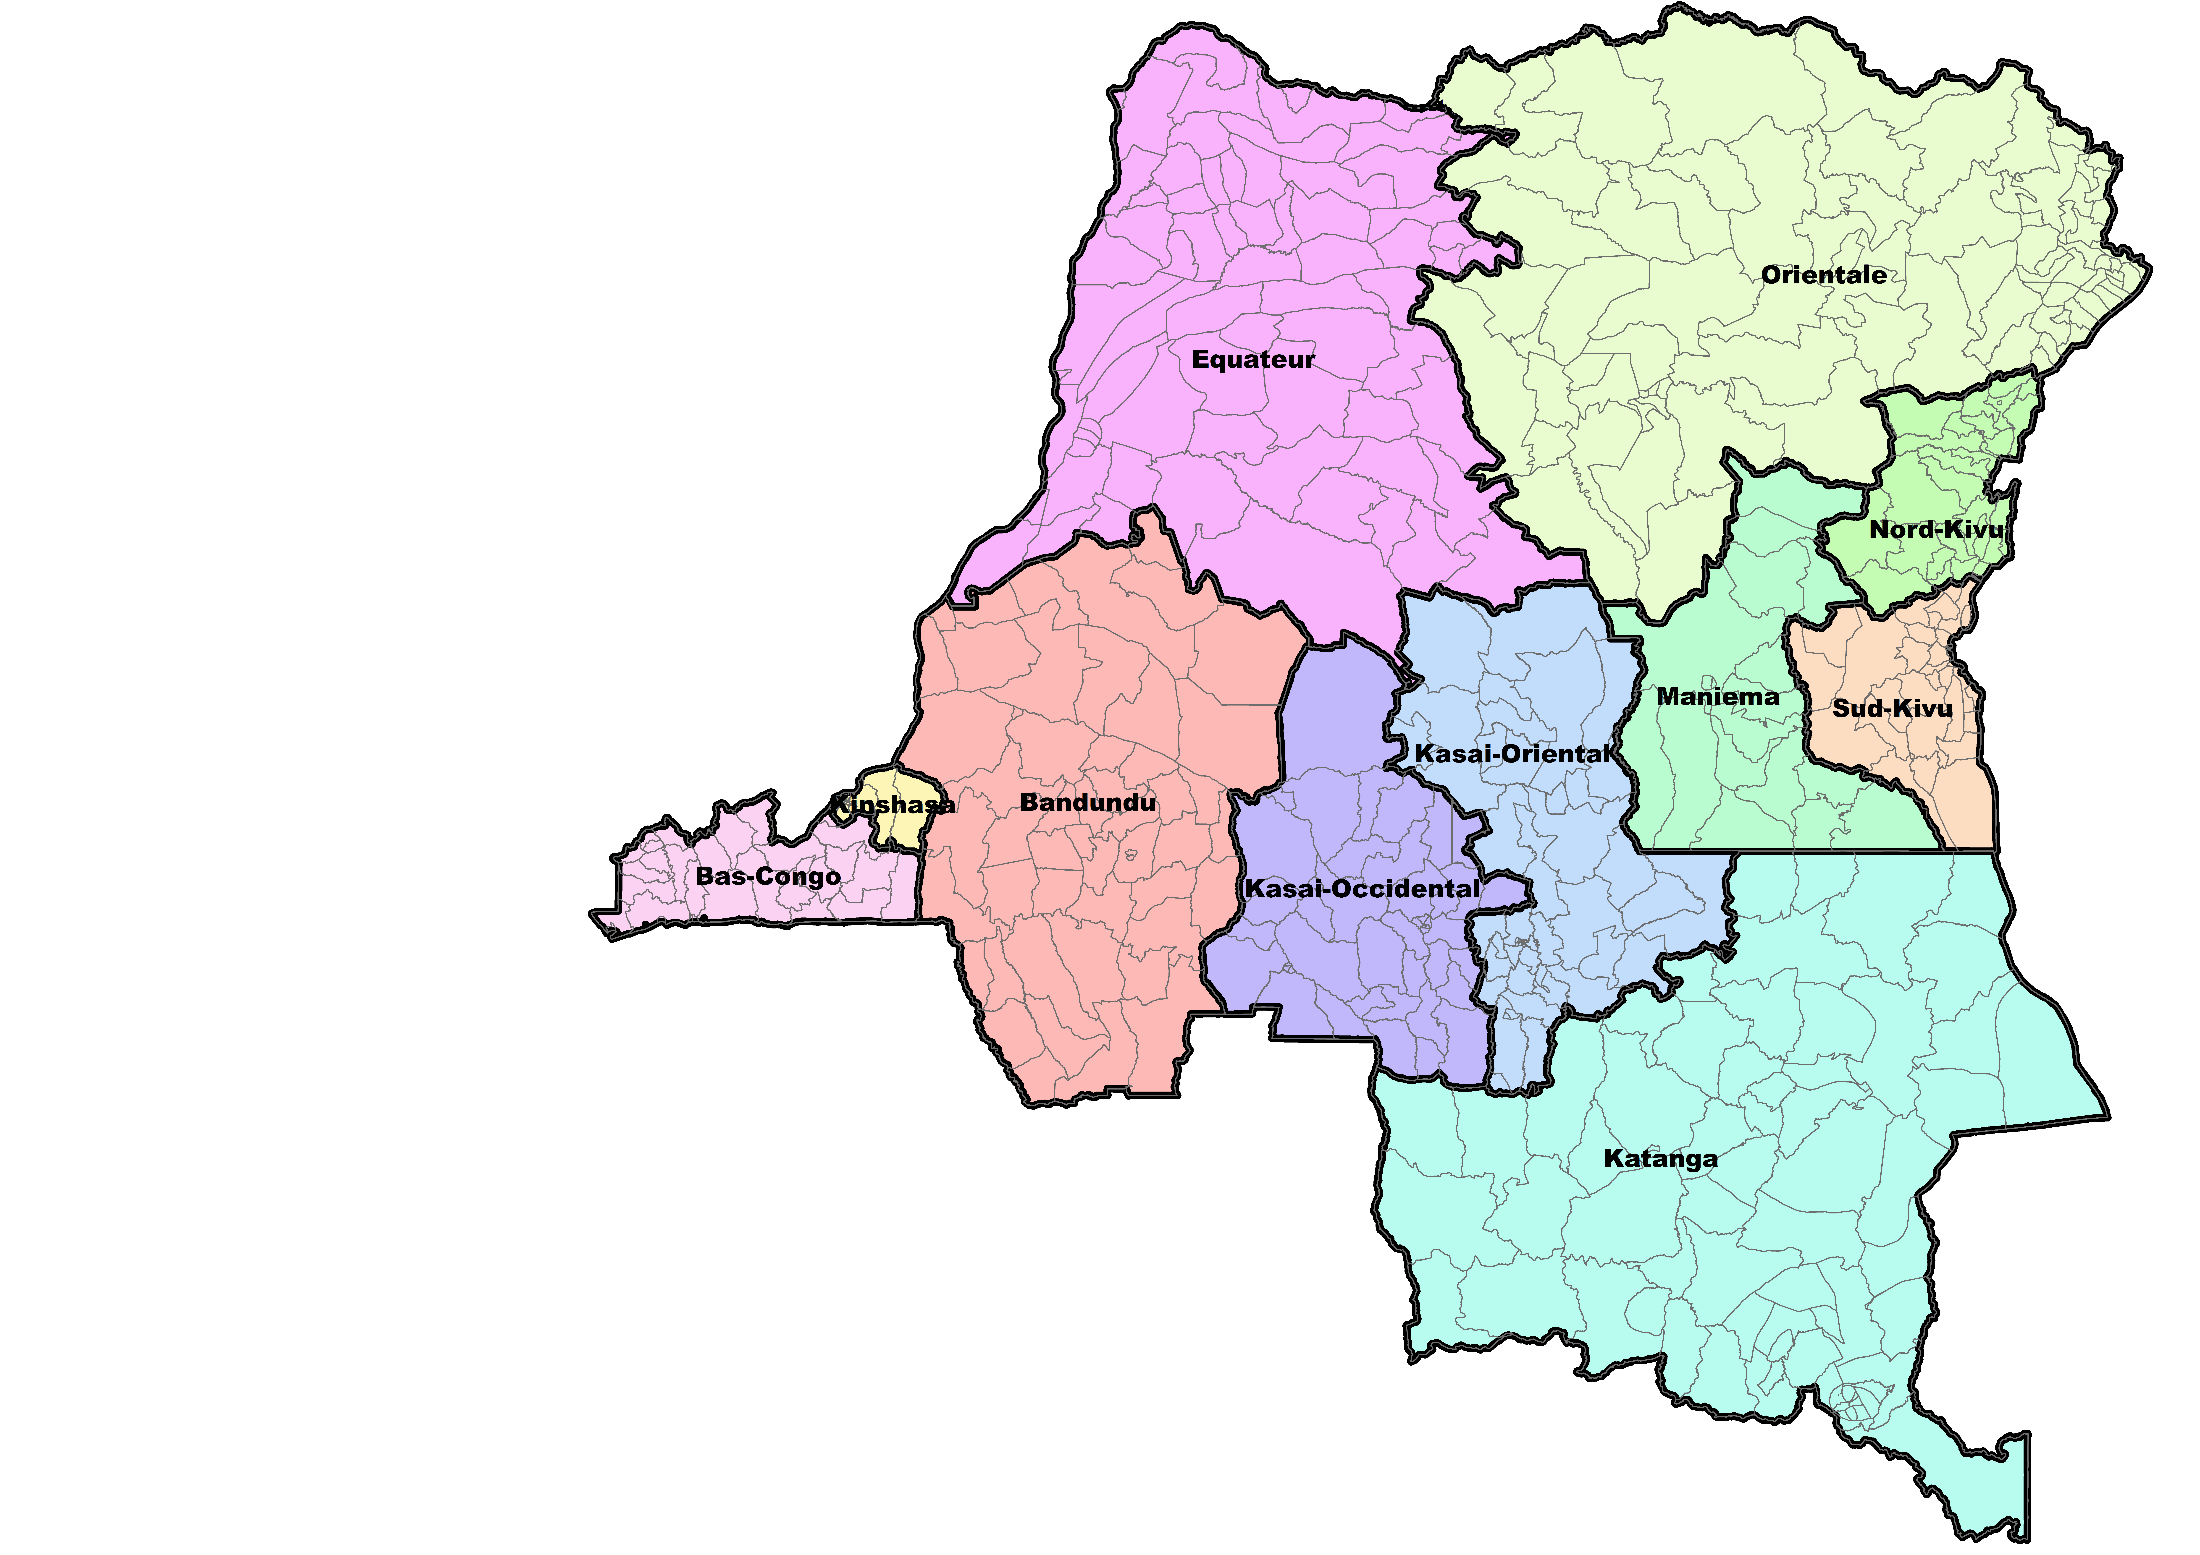 Orientale
Equateur
Nord-Kivu
Maniema
Sud-Kivu
Kasai-Oriental
Kinshasa
Bandundu
Bas-Congo
Kasai-Occidental
Katanga